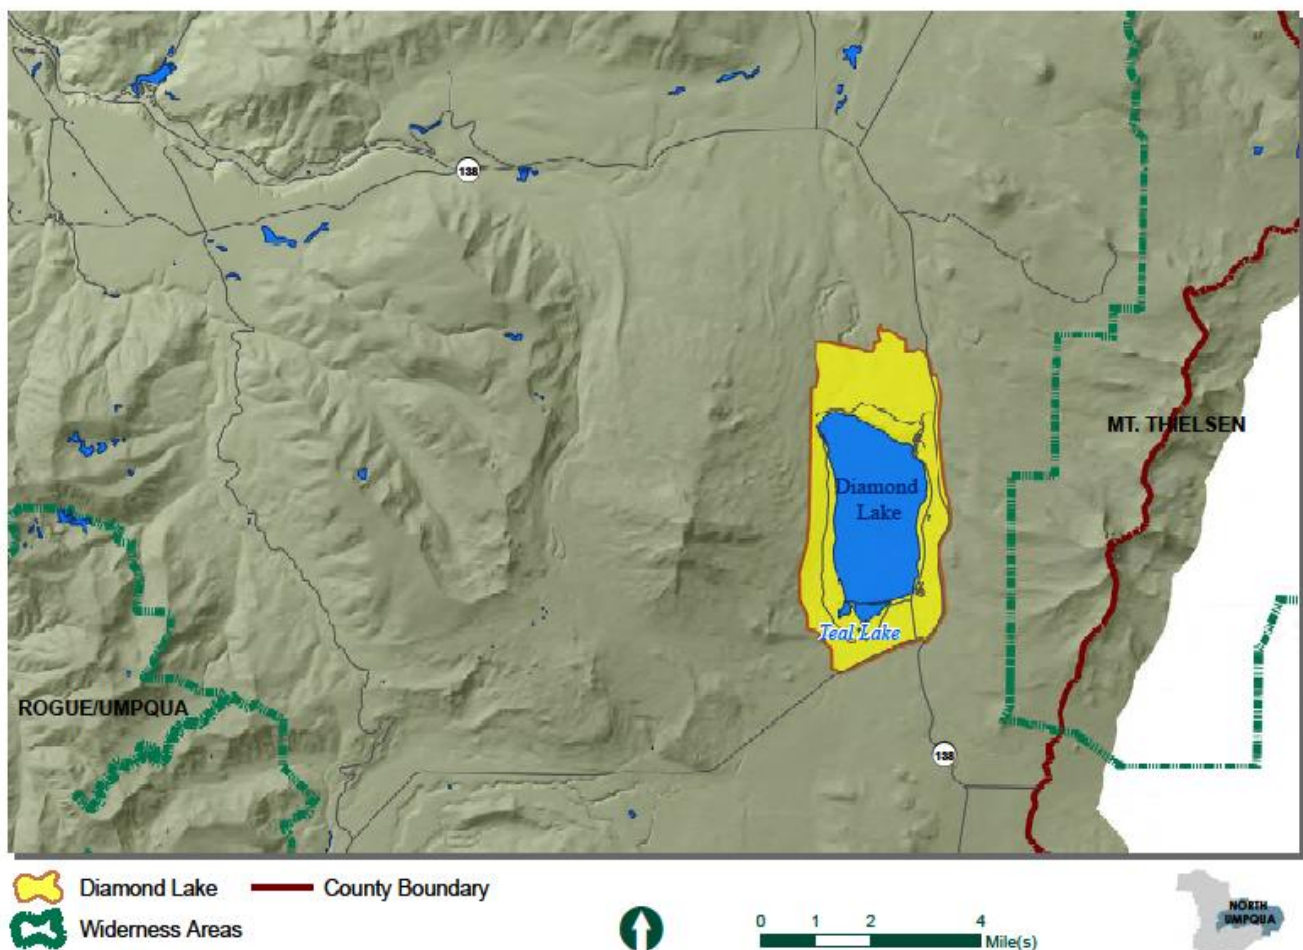 138
Diamond
Lake
MT. THIELSEN
Teal Lake
ROGUE/UMPQUA
138
Diamond Lake
County Boundary
Widerness Areas
0 1 2 4
Mile(s)
NORTH
UMPQUA